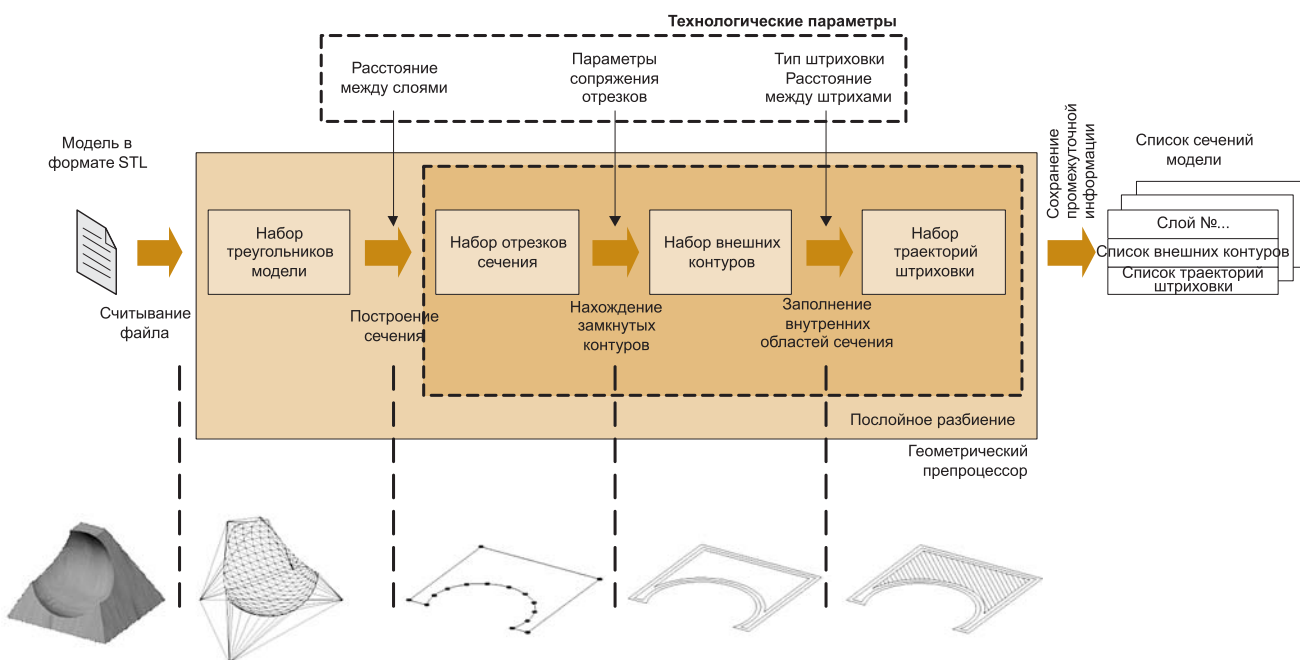 Технологические параметры
Расстояние
между слоями
Параметры
сопряжения
отрезков
Тип штриховки
Расстояние
между штрихами
Модель в
формате STL
Считывание
файла
Набор
треугольников
модели
Построение
сечения
Набор отрезков
сечения
Нахождение
замкнутых
контуров
Набор внешних
контуров
Заполнение
внутренних
областей сечения
Набор
траекторий
штриховки
Послойное разбиение
Геометрический
препроцессор
Сохранение
промежуточной
информации
Список сечений
модели
Слой №...
Список внешних контуров
Список траекторий
штриховки